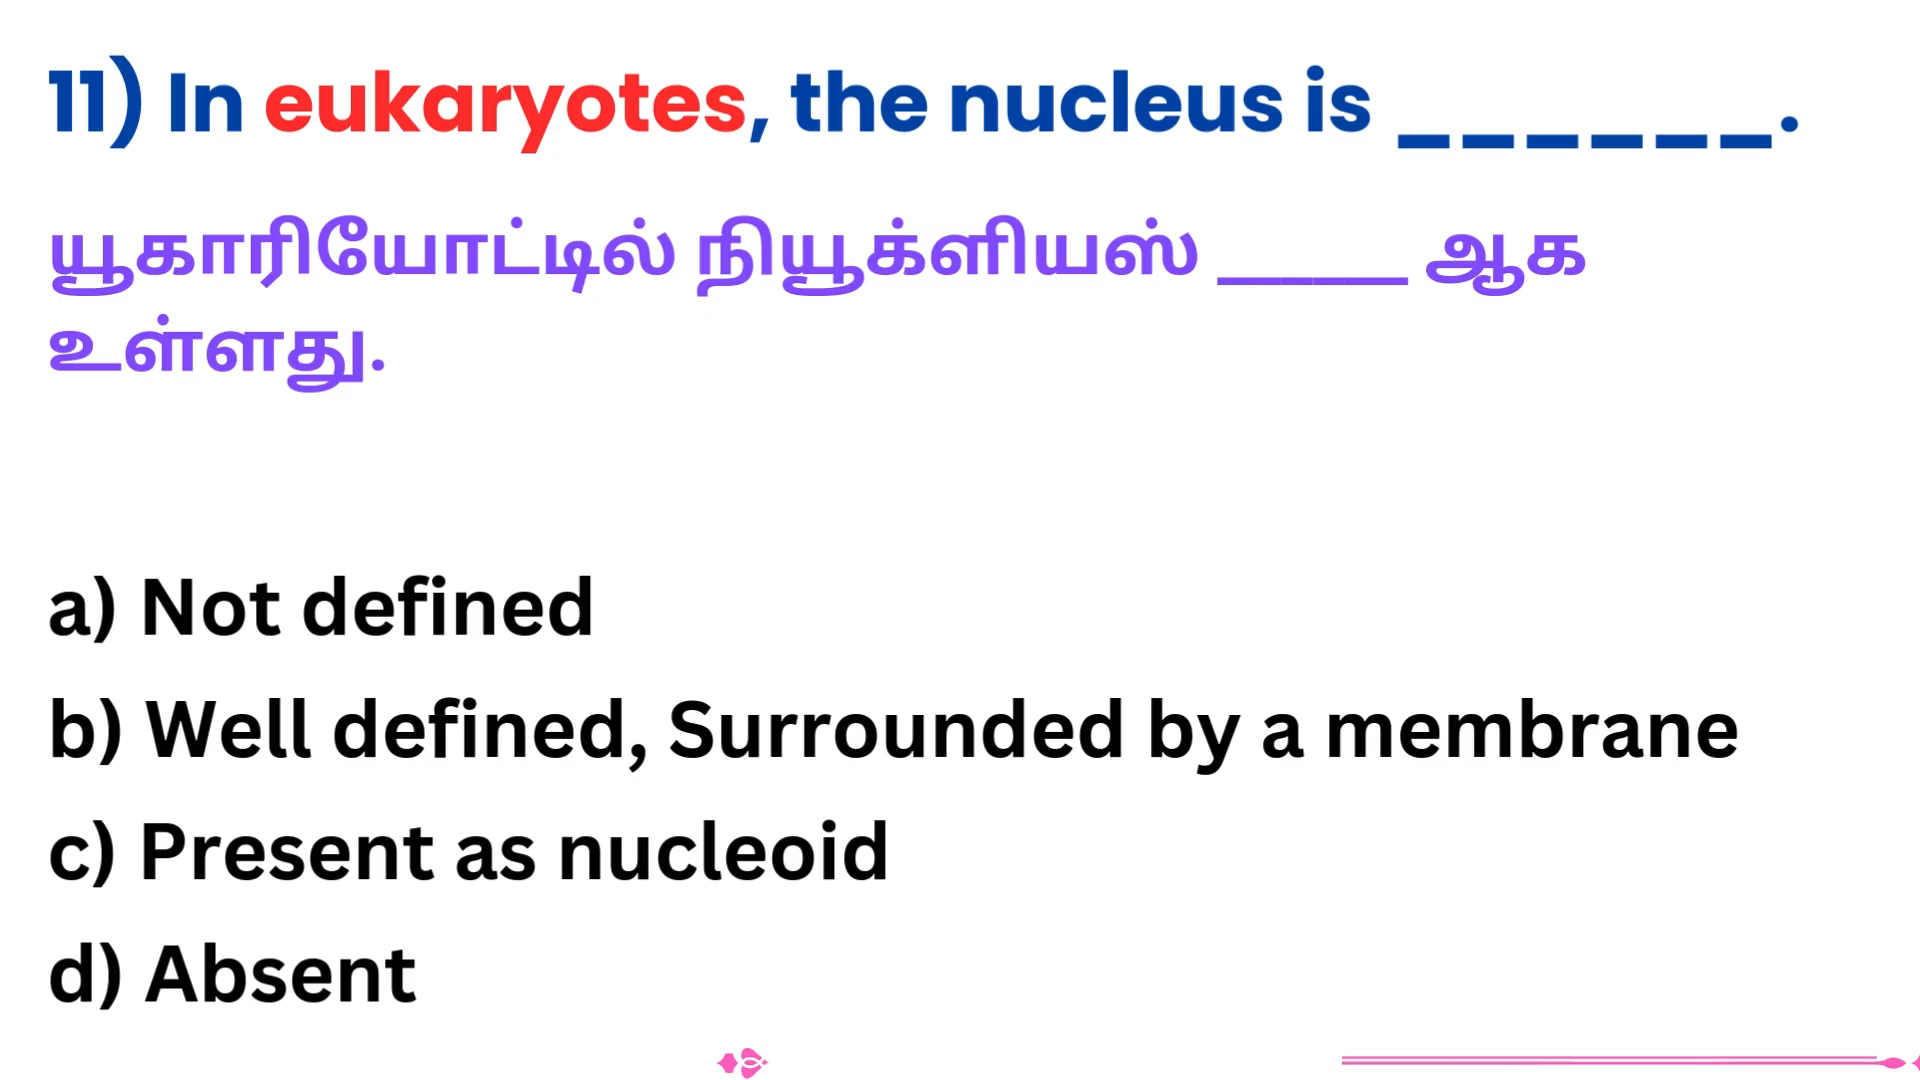 11) In eukaryotes, the nucleus is ______.
யூகாரியோட்டில் நியூக்ளியஸ் _____ ஆக
உள்ளது.
a) Not defined
b) Well defined, Surrounded by a membrane
c) Present as nucleoid
d) Absent